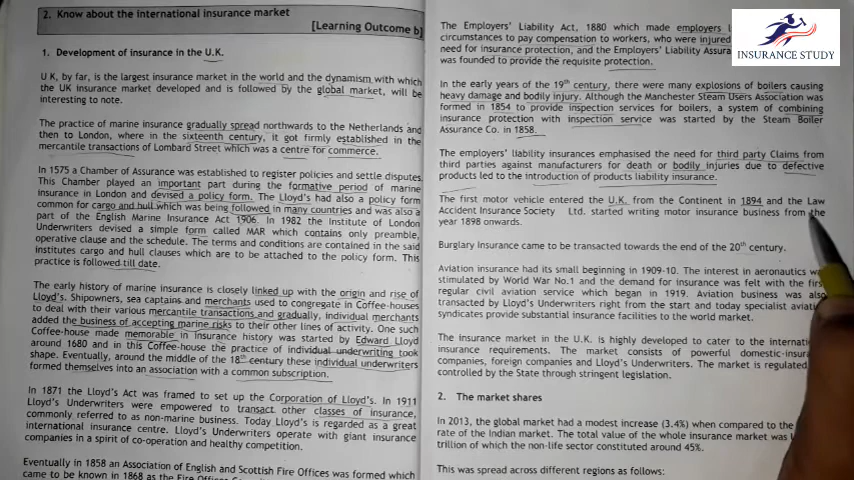 2. Know about the international insurance market
[Learning Outcome b]
1. Development of insurance in the U.K.
U K, by far, is the largest insurance market in the world and the dynamism with which
the UK insurance market developed and is followed by the global market, will be
interesting to note.
The practice of marine insurance gradually spread northwards to the Netherlands and
then to London, where in the sixteenth century, it got firmly established in the
mercantile transactions of Lombard Street which was a centre for commerce.
In 1575 a Chamber of Assurance was established to register policies and settle disputes.
This Chamber played an important part during the formative period of marine
insurance in London and devised a policy form. The Lloyd's had also a policy form
common for cargo and hull which was being followed in many countries and was also a
part of the English Marine Insurance Act 1906. In 1982 the Institute of London
Underwriters devised a simple form called MAR which contains only preamble,
operative clause and the schedule. The terms and conditions are contained in the said
institutes cargo and hull clauses which are to be attached to the policy form. This
practice is followed till date.
The early history of marine insurance is closely linked up with the origin and rise of
Lloyd's. Shipowners, sea captains and merchants used to congregate in Coffee-houses
to deal with their various mercantile transactions and gradually, individual merchants
added the business of accepting marine risks to their other lines of activity. One such
Coffee-house made memorable in insurance history was started by Edward Lloyd
around 1680 and in this Coffee-house the practice of individual underwriting took
shape. Eventually, around the middle of the 18th century these individual underwriters
formed themselves into an association with a common subscription.
In 1871 the Lloyd's Act was framed to set up the Corporation of Lloyd's. In 1911
Lloyd's Underwriters were empowered to transact other classes of insurance,
commonly referred to as non-marine business. Today Lloyd's is regarded as a great
international insurance centre. Lloyd's Underwriters operate with giant insurance
companies in a spirit of co-operation and healthy competition.
Eventually in 1858 an Association of English and Scottish Fire Offices was formed which
came to be known in 1868 as the Fire
The Employers' Liability Act, 1880 which made employers
circumstances to pay compensation to workers, who were injured
need for insurance protection, and the Employers' Liability
was founded to provide the requisite protection.
In the early years of the 19th century, there were many explosions of boilers causing
heavy damage and bodily injury. Although the Manchester Steam Users Association was
formed in 1854 to provide inspection services for boilers, a system of combining
insurance protection with inspection service was started by the Steam Boiler
Assurance Co. in 1858.
The employers' liability insurances emphasised the need for third party Claims from
third parties against manufacturers for death or bodily injuries due to defective
products led to the introduction of products liability insurance.
The first motor vehicle entered the U.K. from the Continent in 1894 and the Law
Accident Insurance Society Ltd. started writing motor insurance business from the
year 1898 onwards.
Burglary Insurance came to be transacted towards the end of the 20th century.
Aviation insurance had its small beginning in 1909-10. The interest in aeronautics
stimulated by World War No.1 and the demand for insurance was felt with the
regular civil aviation service which began in 1919. Aviation business was also
transacted by Lloyd's Underwriters right from the start and today specialist
syndicates provide substantial insurance facilities to the world market.
The insurance market in the U.K. is highly developed to cater to the
insurance requirements. The market consists of powerful
companies, foreign companies and Lloyd's Underwriters. The market is regulated
controlled by the State through stringent legislation.
2. The market shares
In 2013, the global market had a modest increase (3.4%) when compared to the
rate of the Indian market. The total value of the whole insurance market was
trillion of which the non-life sector constituted around 45%.
This was spread across different regions as follows:
INSURANCE STUDY